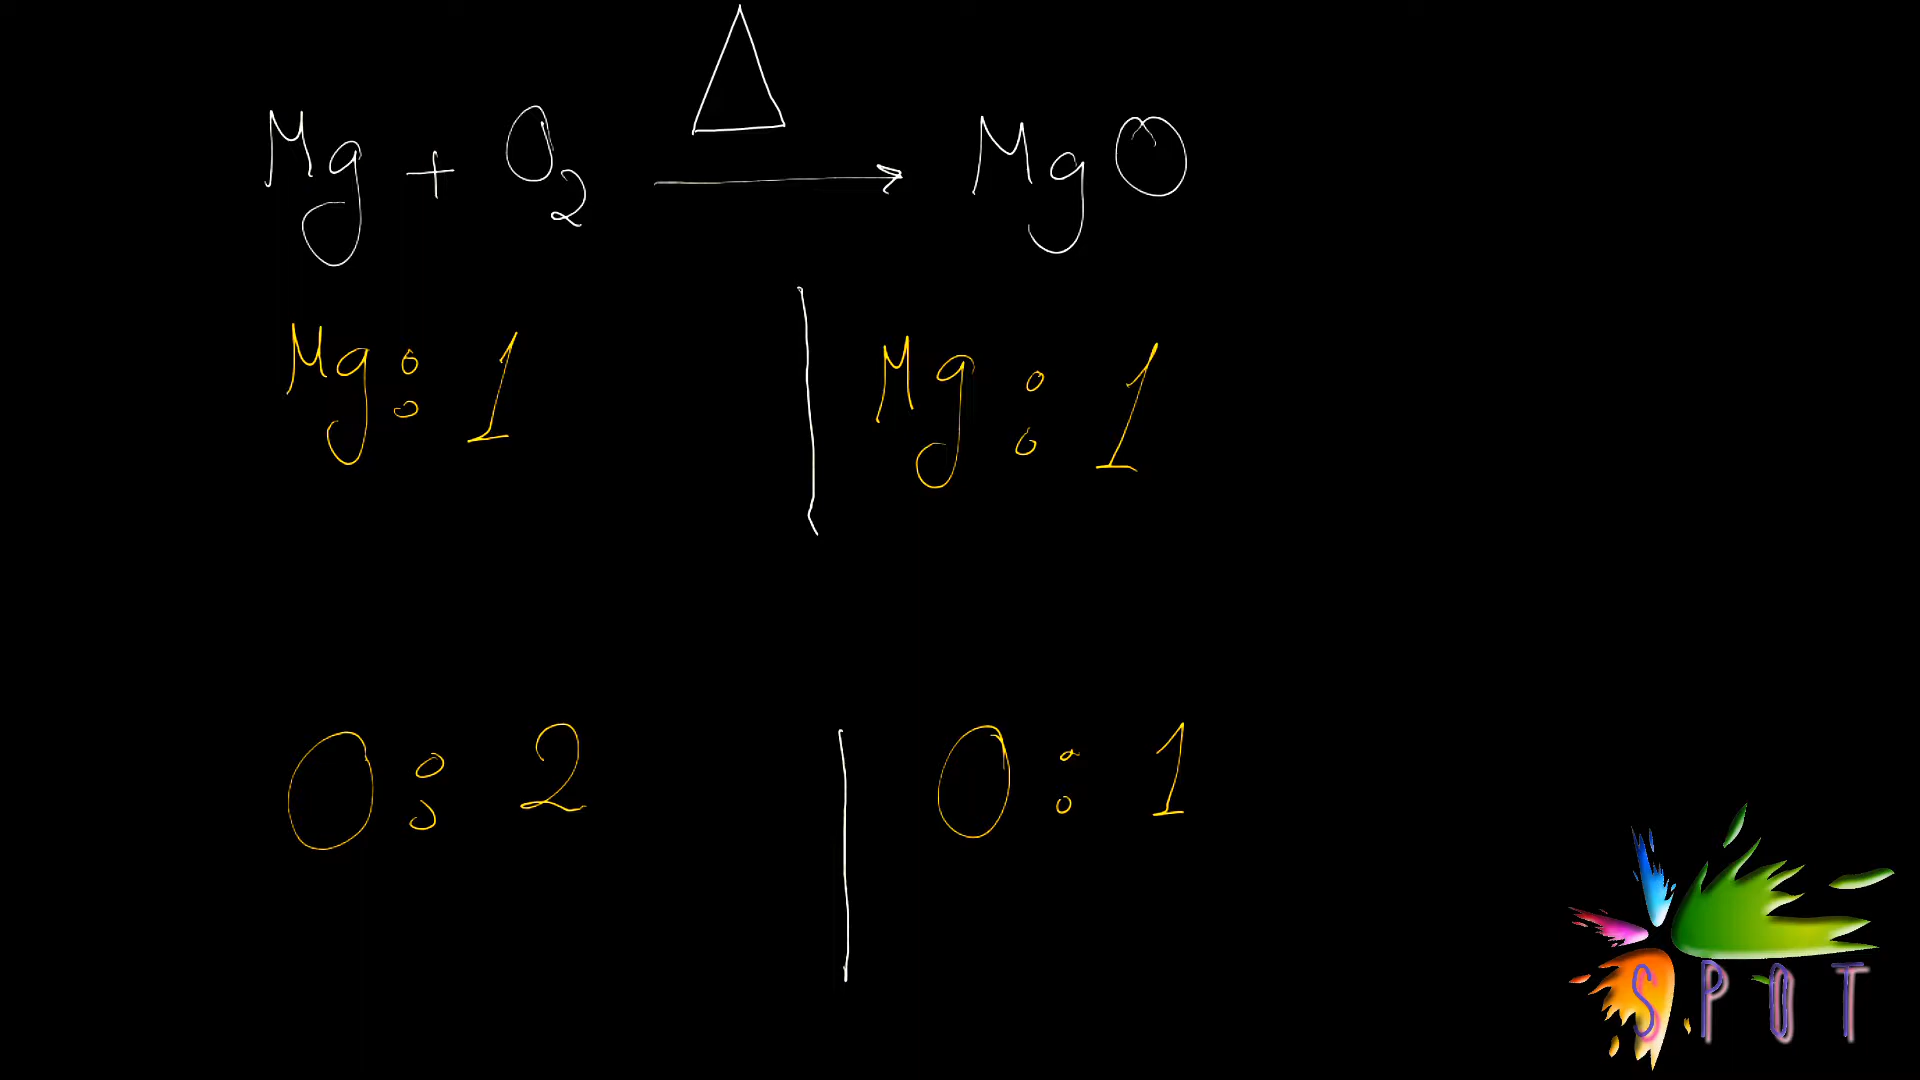 Mg + O₂ —Δ→ MgO
Mg: 1 | Mg: 1
O: 2 | O: 1
SPOT